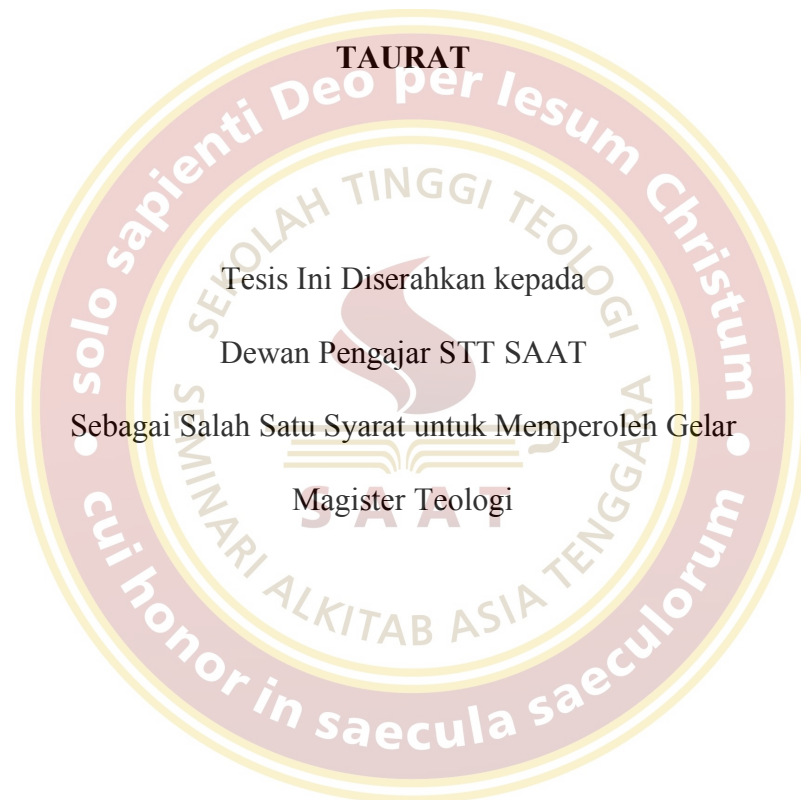 TAURAT
solo sapienti Deo per Iesum Christum
SEKOLAH TINGGI TEOLOGI
Tesis Ini Diserahkan kepada
Dewan Pengajar STT SAAT
Sebagai Salah Satu Syarat untuk Memperoleh Gelar
Magister Teologi
SAAT
SEMINARI ALKITAB ASIA TENGGARA
cui honor in saecula saeculorum